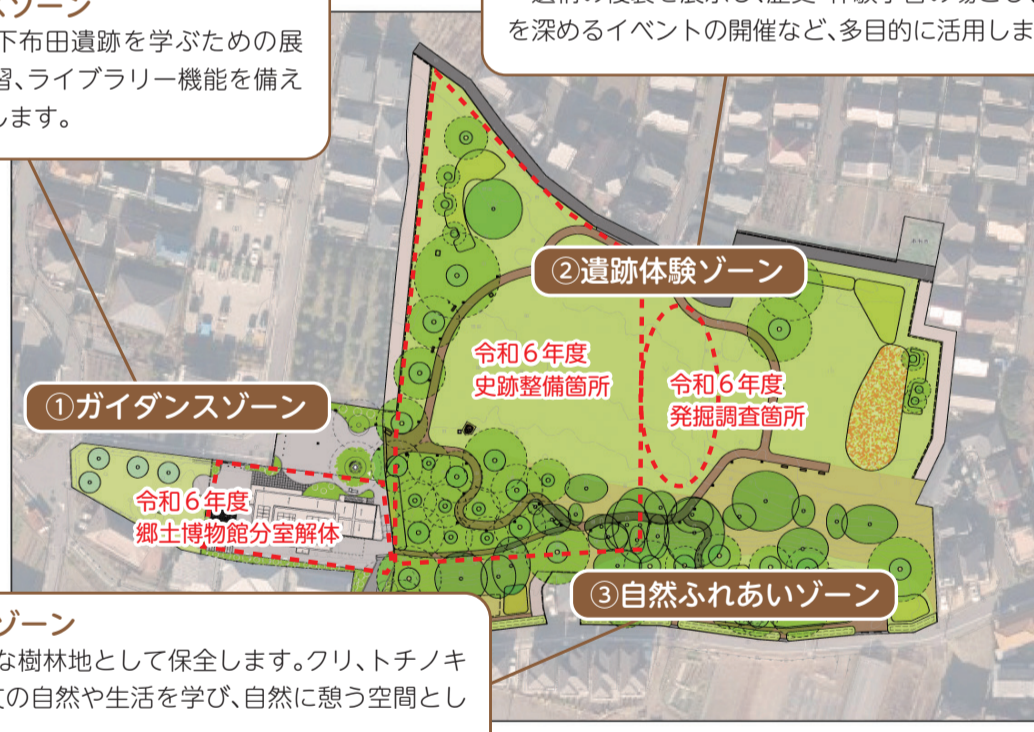 スゾーン
下布田遺跡を学ぶための展
習、ライブラリー機能を備え
します。
を深めるイベントの開催など、多目的に活用しま
②遺跡体験ゾーン
令和6年度
史跡整備箇所
令和6年度
発掘調査箇所
①ガイダンスゾーン
令和6年度
郷土博物館分室解体
③自然ふれあいゾーン
ゾーン
な樹林地として保全します。クリ、トチノキ
の自然や生活を学び、自然に憩う空間とし